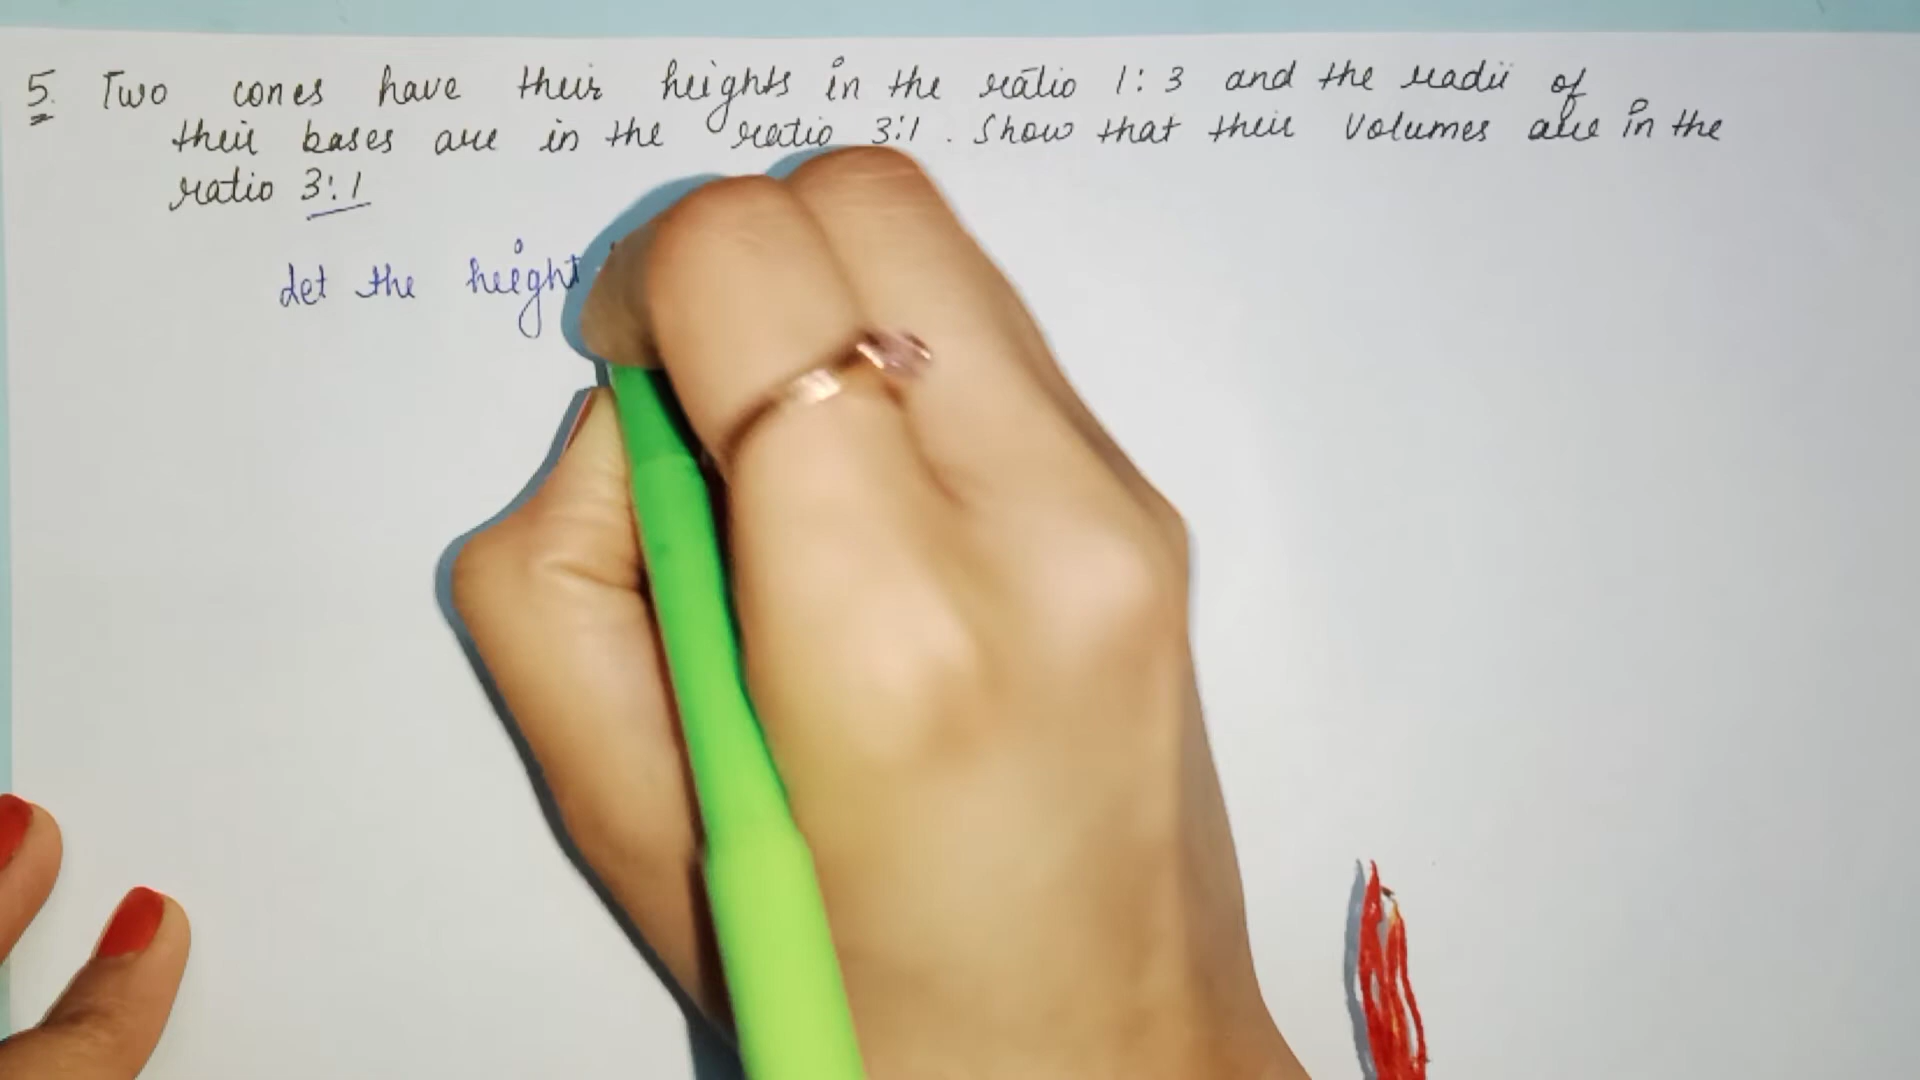 5. Two cones have their heights in the ratio 1:3 and the radii of
their bases are in the ratio 3:1. Show that their Volumes are in the
ratio 3:1
Let the height